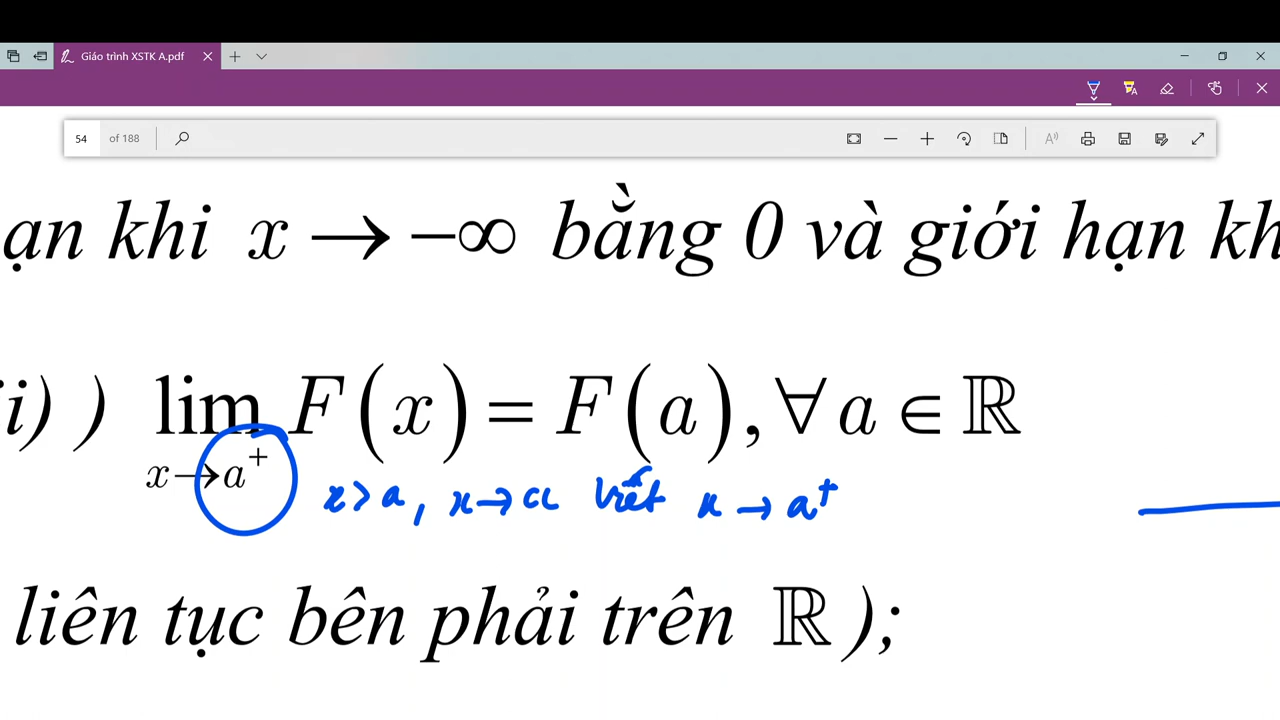 Giáo trình XSTK A.pdf
54 of 188
ạn khi x → −∞ bằng 0 và giới hạn kh
i) ) lim F(x) = F(a), ∀a ∈ ℝ
x→a⁺
x > a, x → a viết x → a⁺
liên tục bên phải trên ℝ );